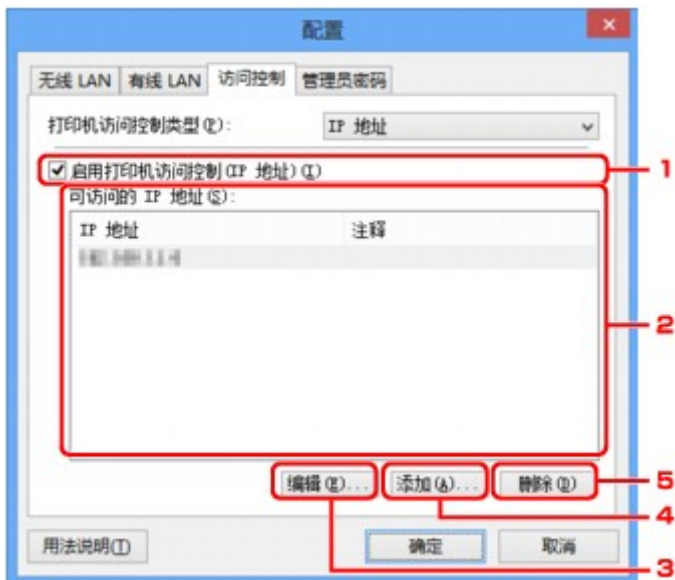 配置
无线 LAN 有线 LAN 访问控制 管理员密码
打印机访问控制类型(P): IP 地址
启用打印机访问控制(IP 地址)(I) 1
可访问的 IP 地址(S):
IP 地址 注释
2
编辑(E)... 添加(A)... 删除(D) 5
4
用法说明(T) 确定 取消
3